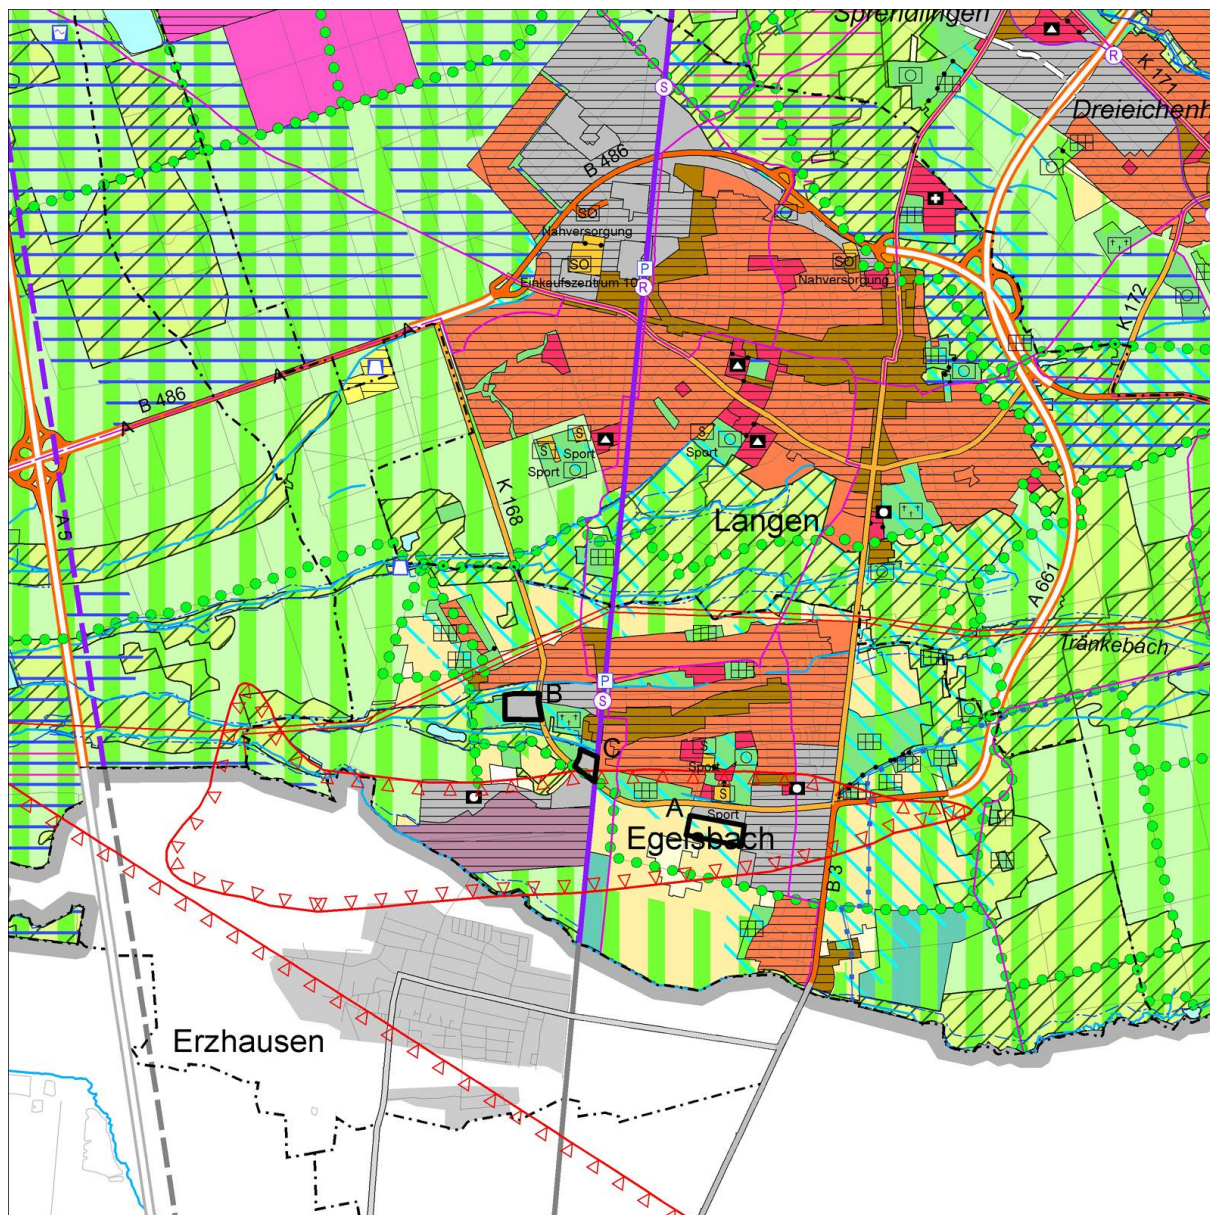 Sprendlingen
K 171
R
S
Dreieichenh
B 486
SO
Nahversorgung
SO
Einkaufszentrum 10
P
R
SO
Nahversorgung
K 172
A
A
B 486
A
S
Sport
S
Sport
S
Sport
K 168
Langen
A 5
A 661
Tränkebach
P
S
B
C
S
Sport
S
Sport
A
Egelsbach
B 3
Erzhausen